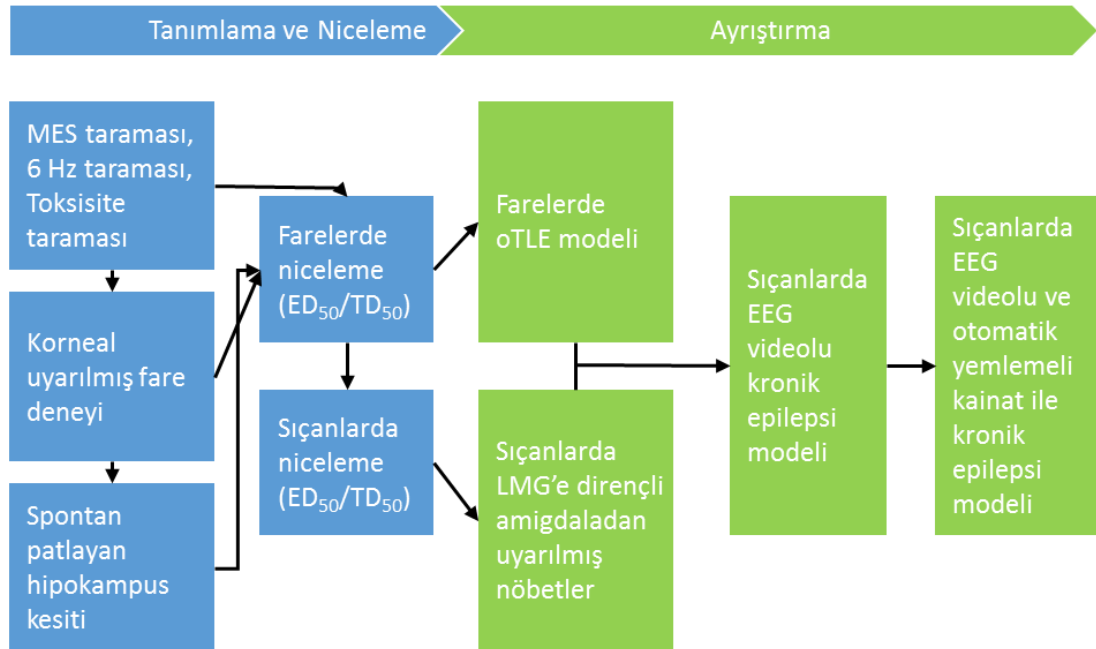 Tanımlama ve Niceleme
Ayrıştırma
MES taraması,
6 Hz taraması,
Toksisite
taraması
Korneal
uyarılmış fare
deneyi
Spontan
patlayan
hipokampus
kesiti
Farelerde
niceleme
(ED₅₀/TD₅₀)
Sıçanlarda
niceleme
(ED₅₀/TD₅₀)
Farelerde
oTLE modeli
Sıçanlarda
LMG’e dirençli
amigdaladan
uyarılmış
nöbetler
Sıçanlarda
EEG
videolu
kronik
epilepsi
modeli
Sıçanlarda
EEG
videolu ve
otomatik
yemlemeli
kainat ile
kronik
epilepsi
modeli